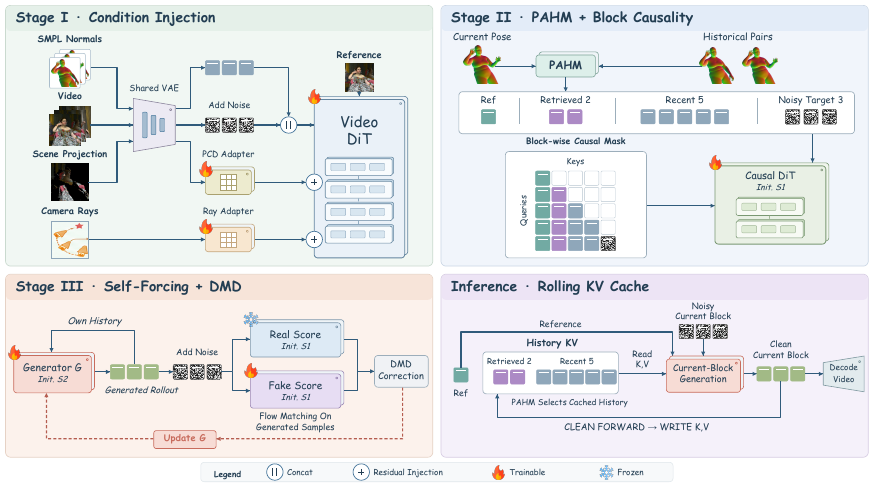 Stage I · Condition Injection
SMPL Normals
Video
Scene Projection
Camera Rays
Shared VAE
Add Noise
PCD Adapter
Ray Adapter
Reference
Video
DiT
Stage II · PAHM + Block Causality
Current Pose
PAHM
Historical Pairs
Ref
Retrieved 2
Recent 5
Noisy Target 3
Block-wise Causal Mask
Keys
Queries
Causal DiT
Init. S1
Stage III · Self-Forcing + DMD
Own History
Generator G
Init. S2
Generated Rollout
Add Noise
Real Score
Init. S1
Fake Score
Init. S1
Flow Matching On
Generated Samples
DMD
Correction
Update G
Inference · Rolling KV Cache
Noisy
Current Block
Reference
History KV
Retrieved 2
Recent 5
Read
K,V
Current-Block
Generation
Clean
Current Block
Decode
Video
Ref
PAHM Selects Cached History
CLEAN FORWARD → WRITE K,V
Legend
Concat
Residual Injection
Trainable
Frozen